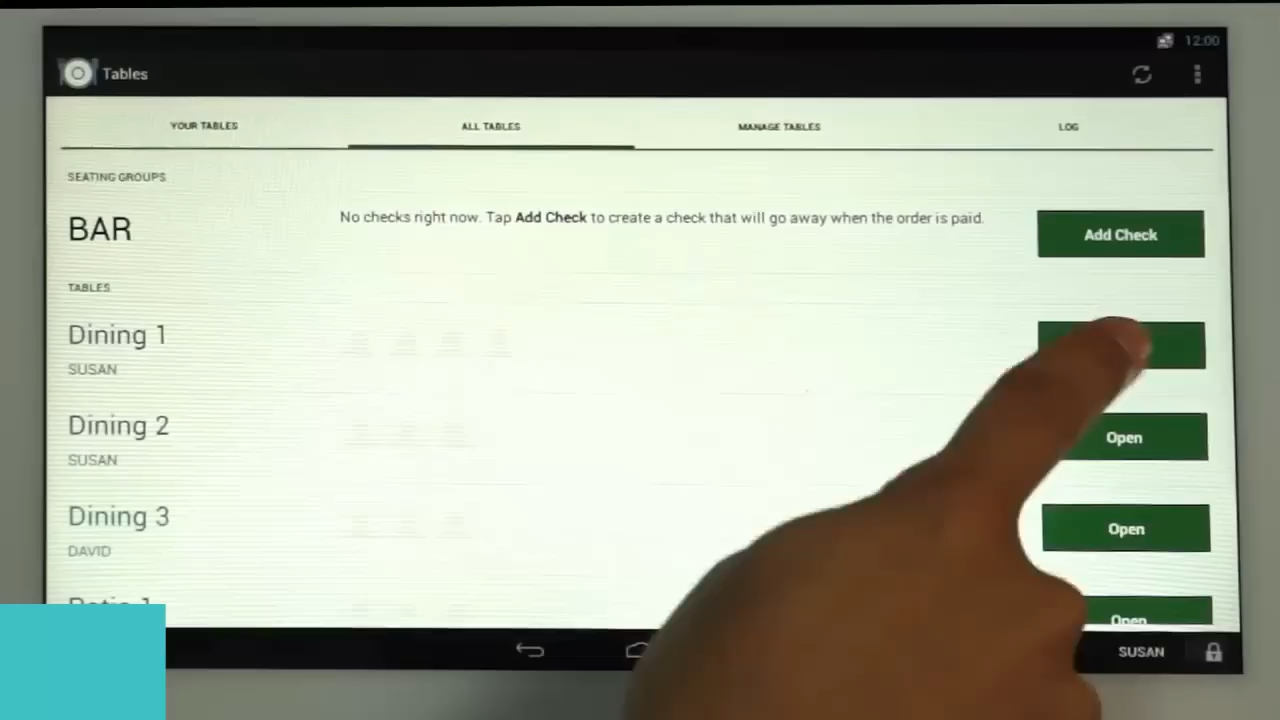 12:00
Tables
YOUR TABLES
ALL TABLES
MANAGE TABLES
LOG
SEATING GROUPS
BAR
No checks right now. Tap Add Check to create a check that will go away when the order is paid.
Add Check
TABLES
Dining 1
SUSAN
Dining 2
SUSAN
Open
Dining 3
DAVID
Open
Patio 1
Open
SUSAN